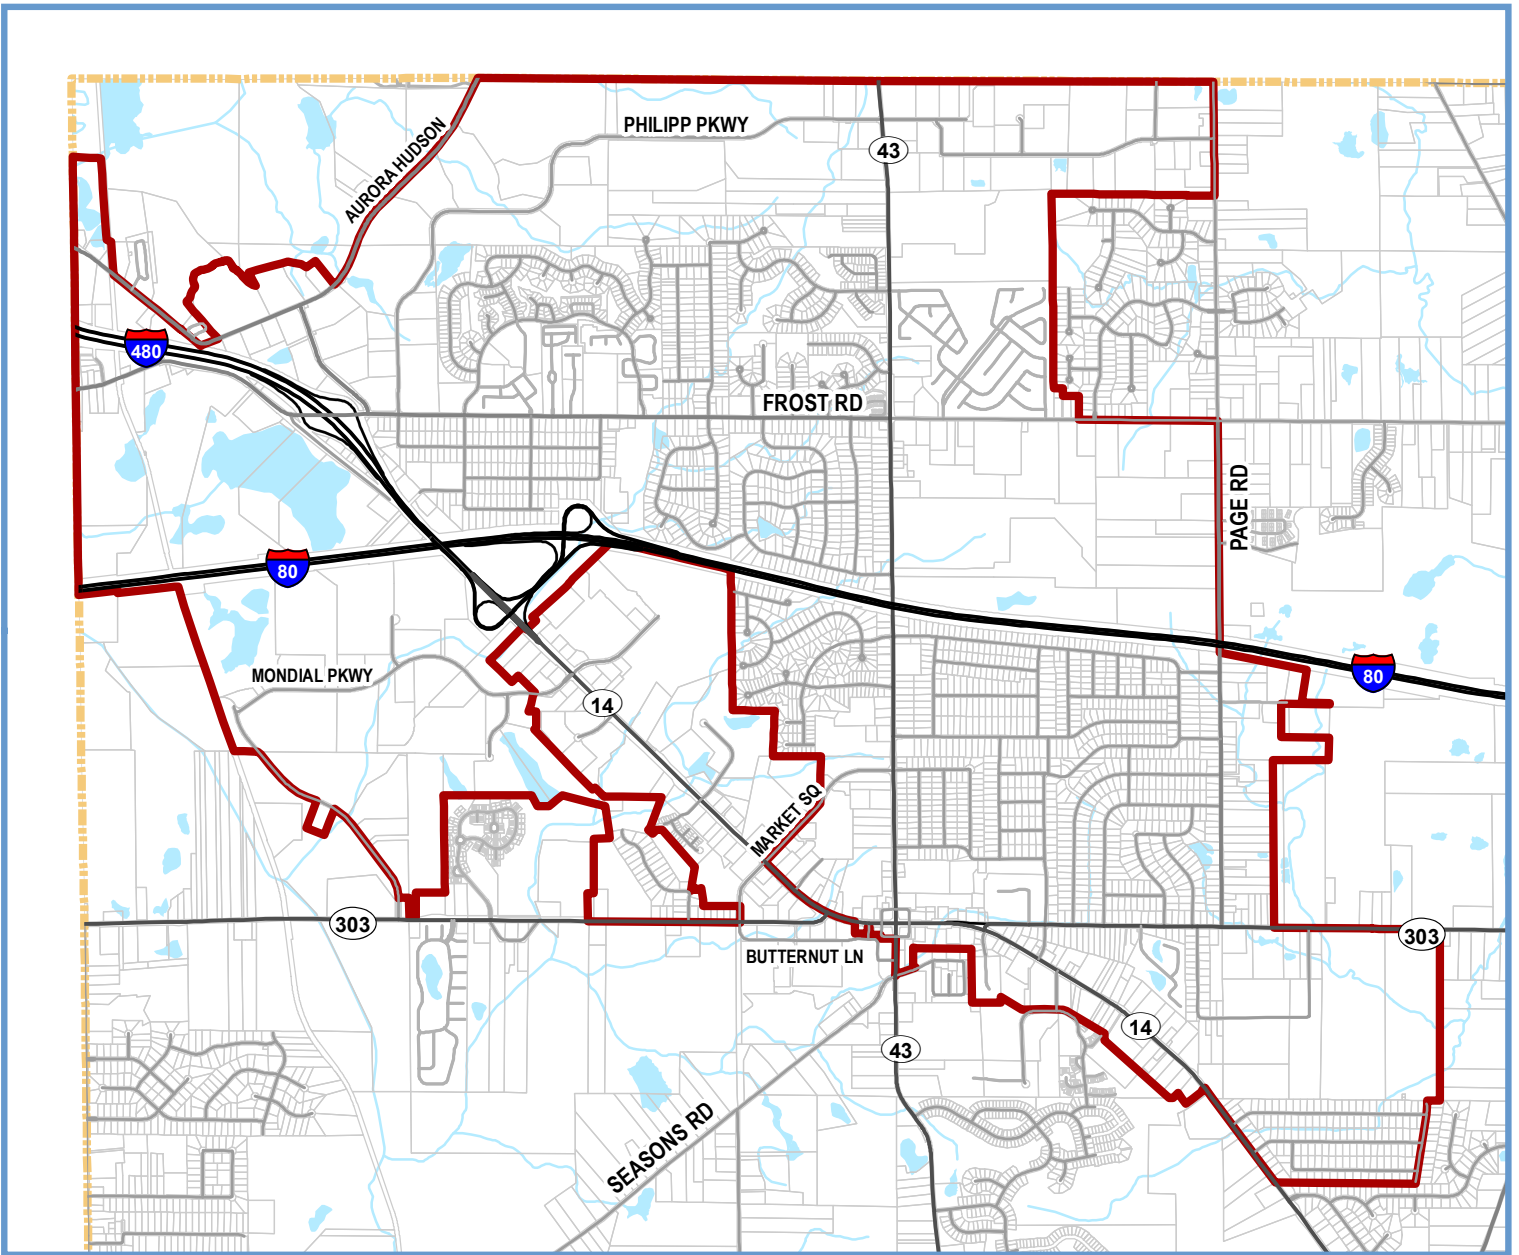 PHILIPP PKWY
43
AURORA HUDSON
480
FROST RD
PAGE RD
80
MONDIAL PKWY
80
14
MARKET SQ
303
303
BUTTERNUT LN
14
43
SEASONS RD